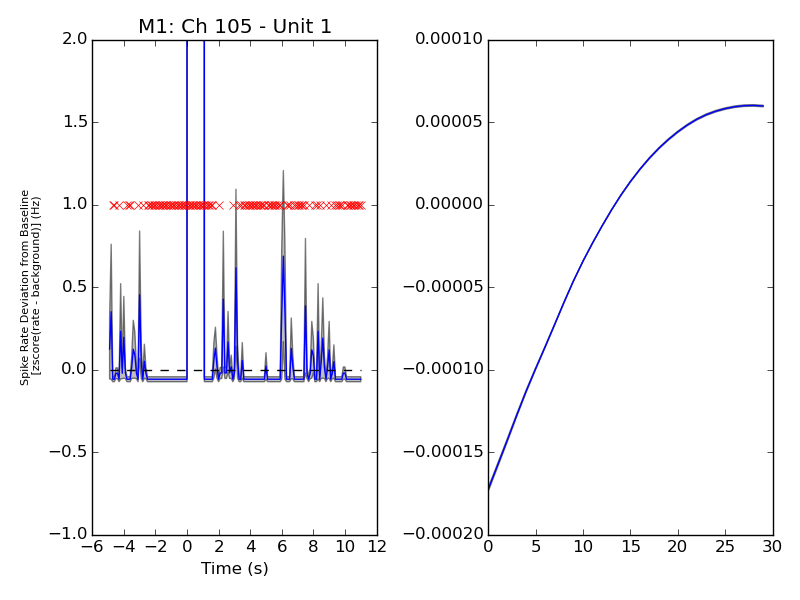 M1: Ch 105 - Unit 1
2.0
1.5
1.0
0.5
0.0
−0.5
−1.0
Spike Rate Deviation from Baseline
[zscore(rate - background)] (Hz)
−6 −4 −2 0 2 4 6 8 10 12
Time (s)
0.00010
0.00005
0.00000
−0.00005
−0.00010
−0.00015
−0.00020
0 5 10 15 20 25 30